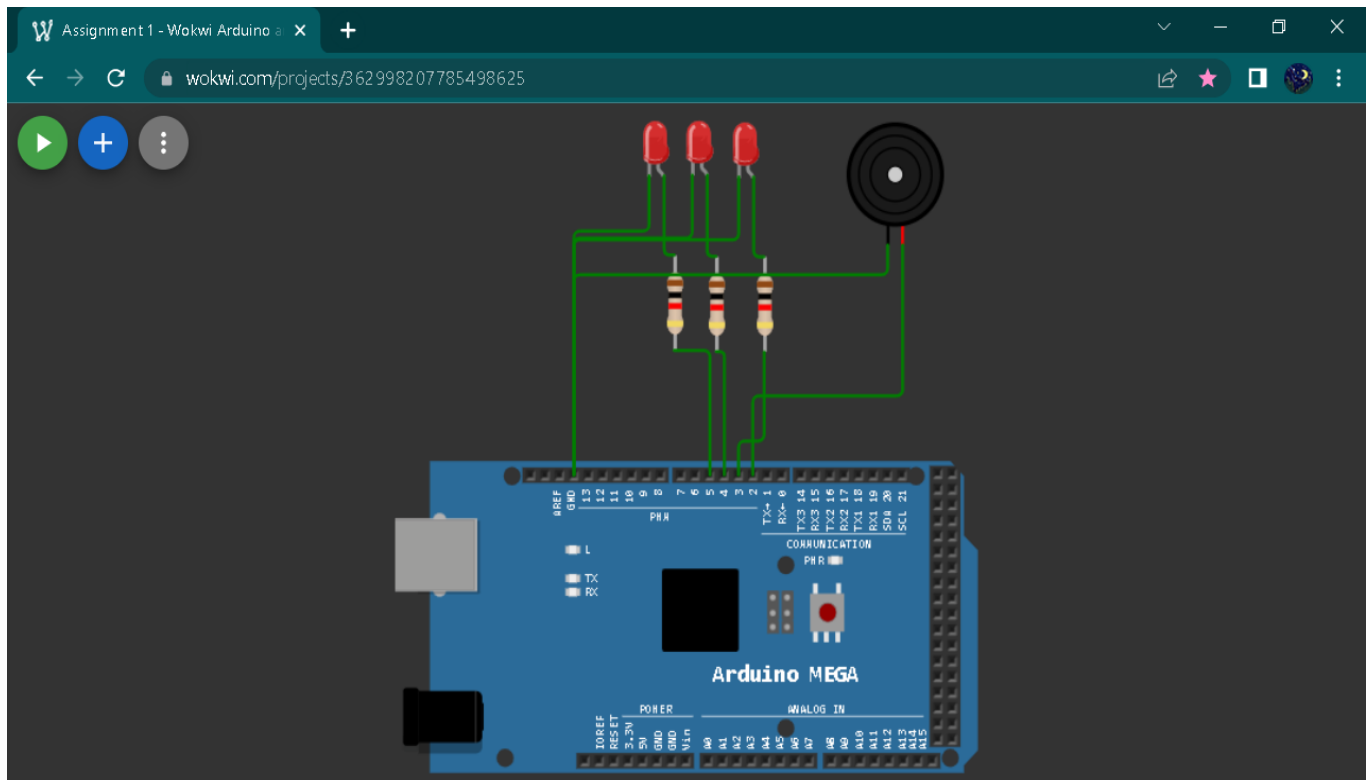 Assignment 1 - Wokwi Arduino a
wokwi.com/projects/362998207785498625
AREF
GND
13
12
11
10
9
8
7
6
5
4
3
2
TX→ 1
RX← 0
TX3 14
RX3 15
TX2 16
RX2 17
TX1 18
RX1 19
SDA 20
SCL 21
PWM
COMMUNICATION
L
PWR
TX
RX
Arduino MEGA
POWER
ANALOG IN
IOREF
RESET
3.3V
5V
GND
GND
Vin
A0
A1
A2
A3
A4
A5
A6
A7
A8
A9
A10
A11
A12
A13
A14
A15